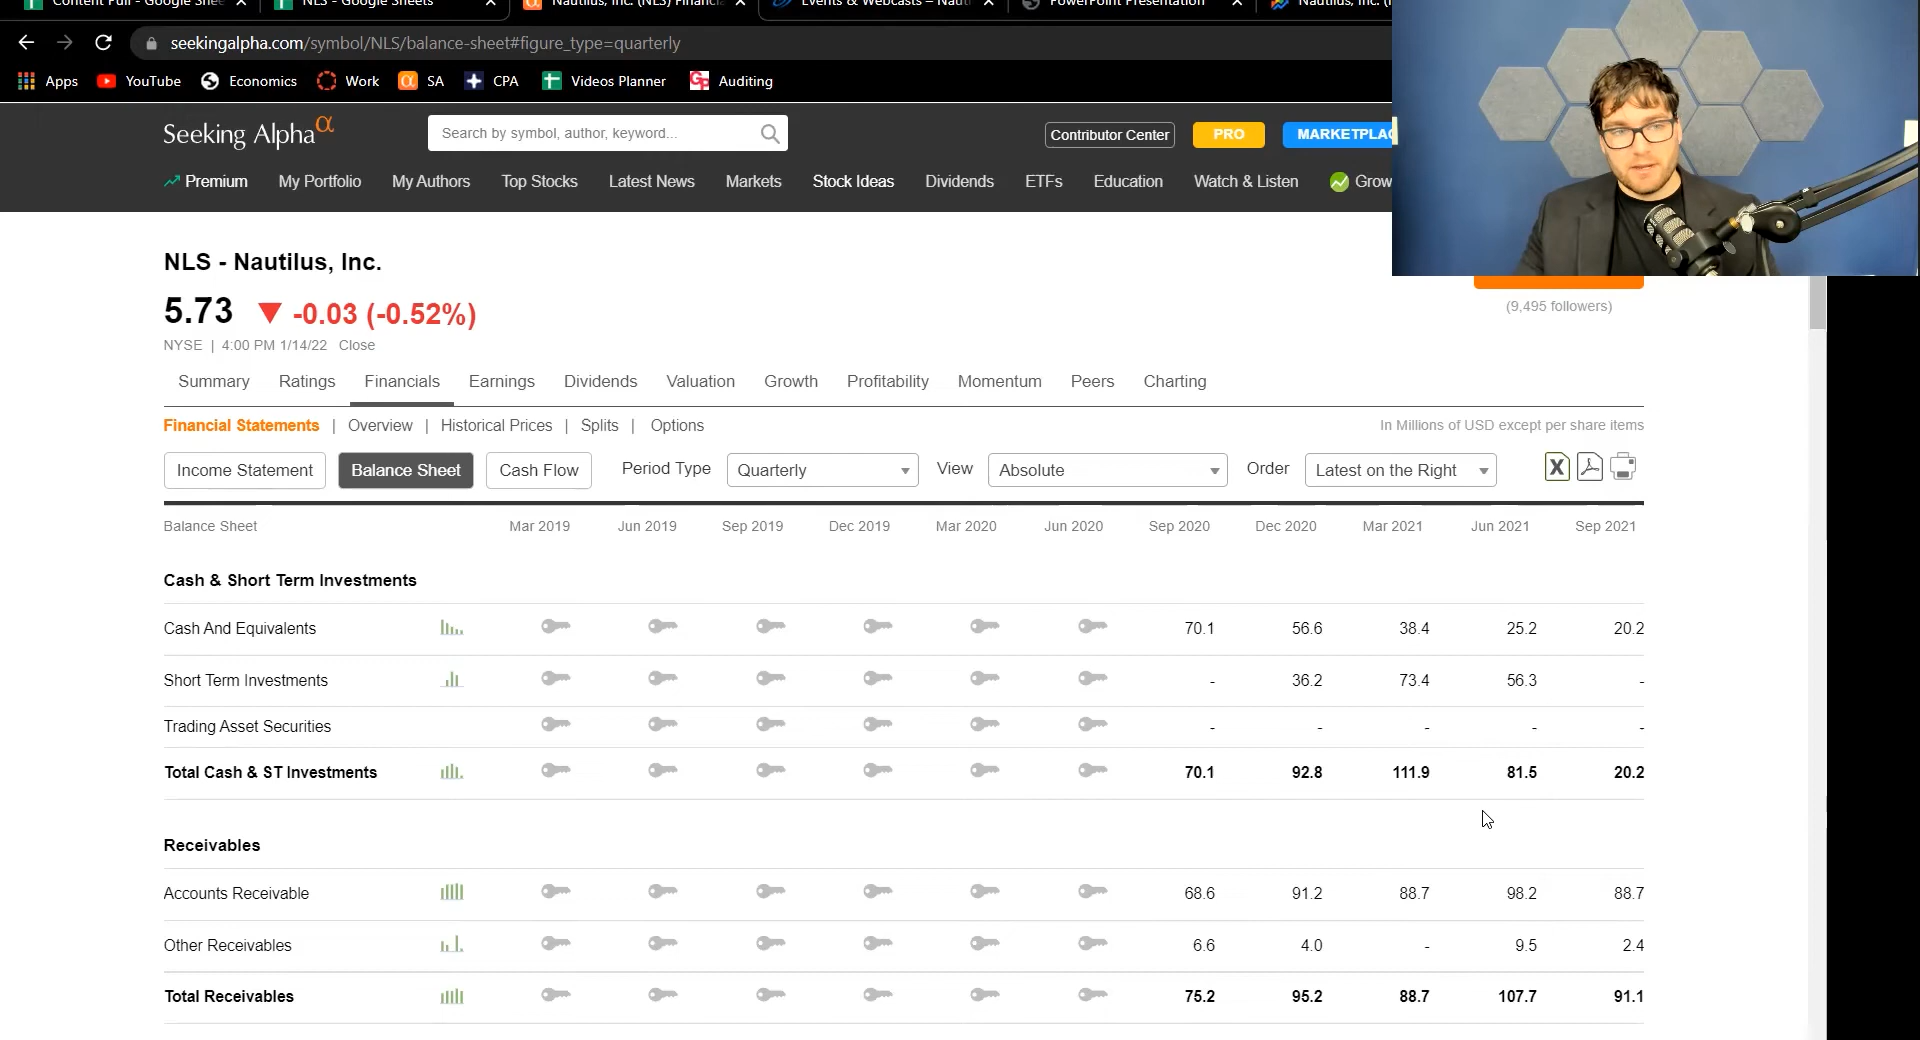 Content Pull - Google Shee
NLS - Google Sheets
Nautilus, Inc. (NLS) Financia
Events & Webcasts – Nauti
PowerPoint Presentation
Nautilus, Inc. (
seekingalpha.com/symbol/NLS/balance-sheet#figure_type=quarterly
Apps YouTube Economics Work SA CPA Videos Planner Auditing
Seeking Alpha α
Search by symbol, author, keyword...
Contributor Center PRO MARKETPLAC
Premium My Portfolio My Authors Top Stocks Latest News Markets Stock Ideas Dividends ETFs Education Watch & Listen Grow
NLS - Nautilus, Inc.
5.73 ▼ -0.03 (-0.52%)
(9,495 followers)
NYSE | 4:00 PM 1/14/22 Close
Summary Ratings Financials Earnings Dividends Valuation Growth Profitability Momentum Peers Charting
Financial Statements | Overview | Historical Prices | Splits | Options In Millions of USD except per share items
Income Statement Balance Sheet Cash Flow Period Type Quarterly View Absolute Order Latest on the Right
Balance Sheet Mar 2019 Jun 2019 Sep 2019 Dec 2019 Mar 2020 Jun 2020 Sep 2020 Dec 2020 Mar 2021 Jun 2021 Sep 2021
Cash & Short Term Investments
Cash And Equivalents 70.1 56.6 38.4 25.2 20.2
Short Term Investments - 36.2 73.4 56.3 -
Trading Asset Securities - - - - -
Total Cash & ST Investments 70.1 92.8 111.9 81.5 20.2
Receivables
Accounts Receivable 68.6 91.2 88.7 98.2 88.7
Other Receivables 6.6 4.0 - 9.5 2.4
Total Receivables 75.2 95.2 88.7 107.7 91.1